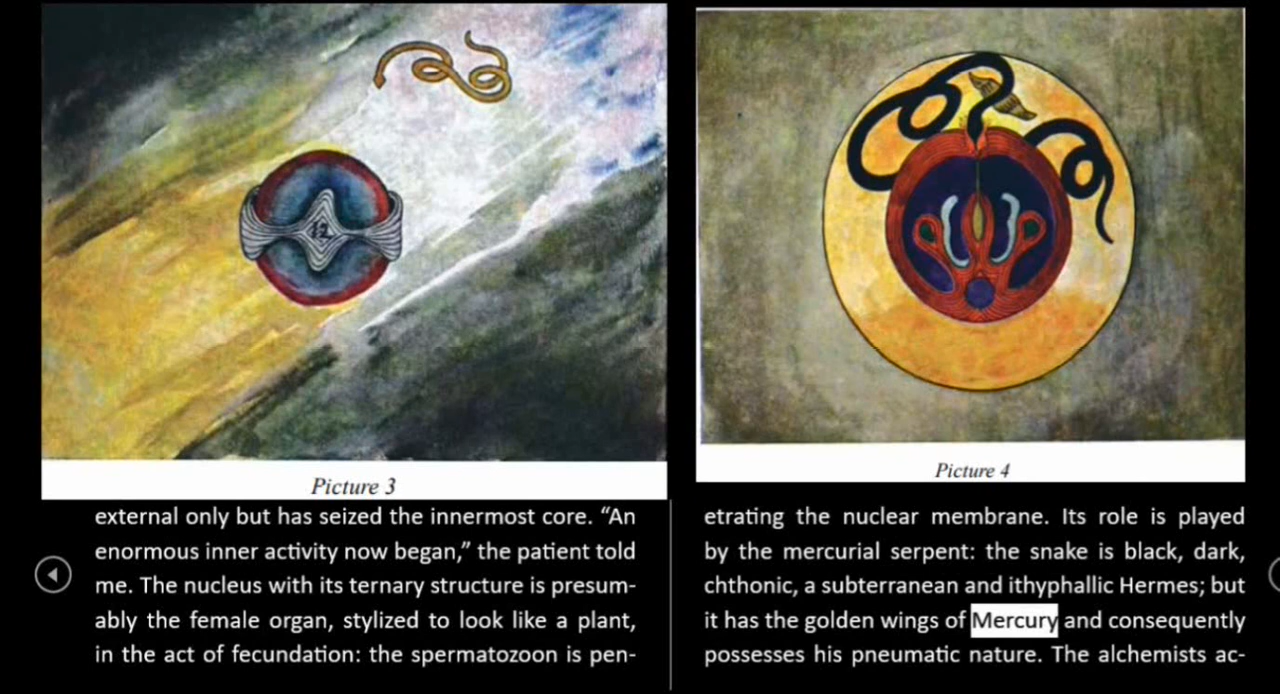 12
Picture 3
external only but has seized the innermost core. “An
enormous inner activity now began,” the patient told
me. The nucleus with its ternary structure is presum-
ably the female organ, stylized to look like a plant,
in the act of fecundation: the spermatozoon is pen-
Picture 4
etrating the nuclear membrane. Its role is played
by the mercurial serpent: the snake is black, dark,
chthonic, a subterranean and ithyphallic Hermes; but
it has the golden wings of Mercury and consequently
possesses his pneumatic nature. The alchemists ac-